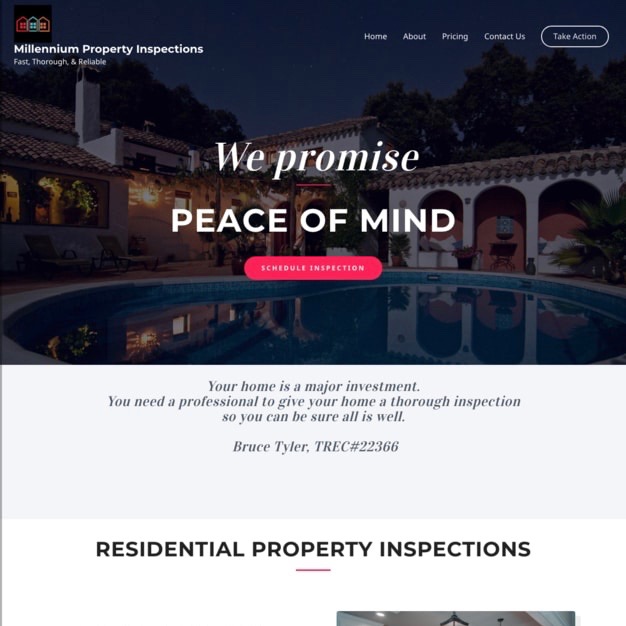 Millennium Property Inspections
Fast, Thorough, & Reliable
Home About Pricing Contact Us Take Action
We promise
PEACE OF MIND
SCHEDULE INSPECTION
Your home is a major investment.
You need a professional to give your home a thorough inspection
so you can be sure all is well.
Bruce Tyler, TREC#22366
RESIDENTIAL PROPERTY INSPECTIONS